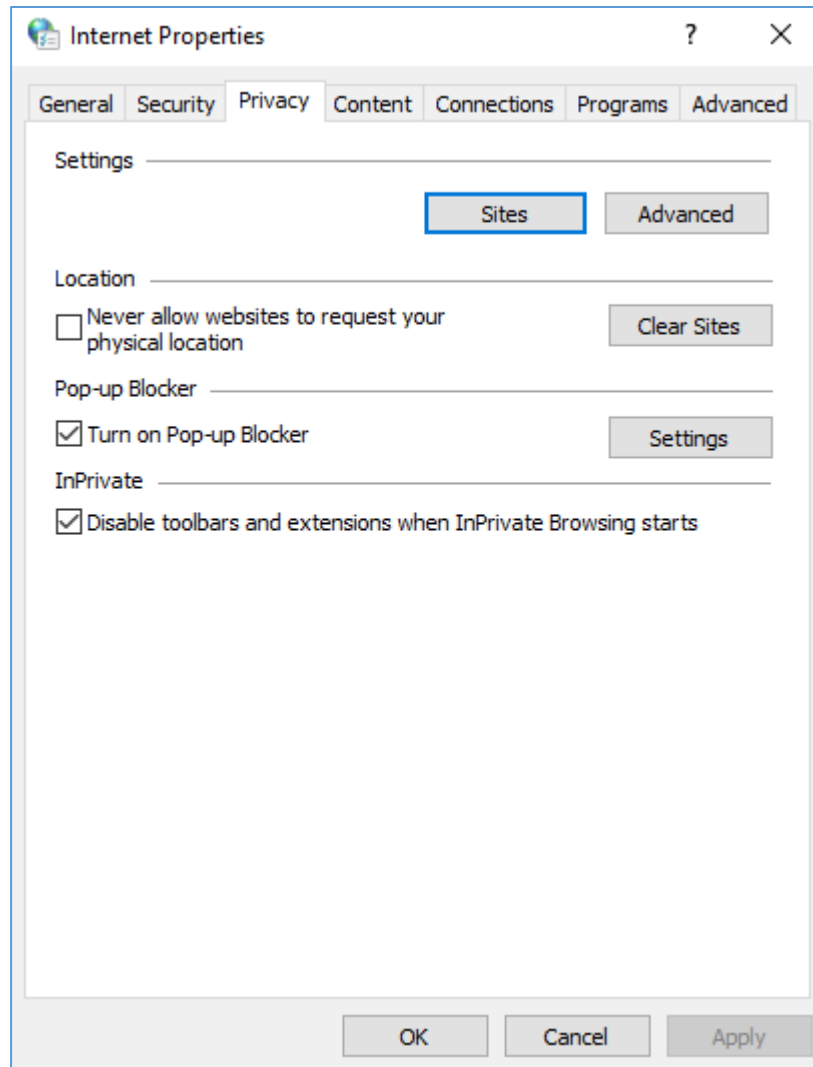 Internet Properties
?
General Security Privacy Content Connections Programs Advanced
Settings
Sites Advanced
Location
Never allow websites to request your
physical location
Clear Sites
Pop-up Blocker
Turn on Pop-up Blocker
Settings
InPrivate
Disable toolbars and extensions when InPrivate Browsing starts
OK Cancel Apply